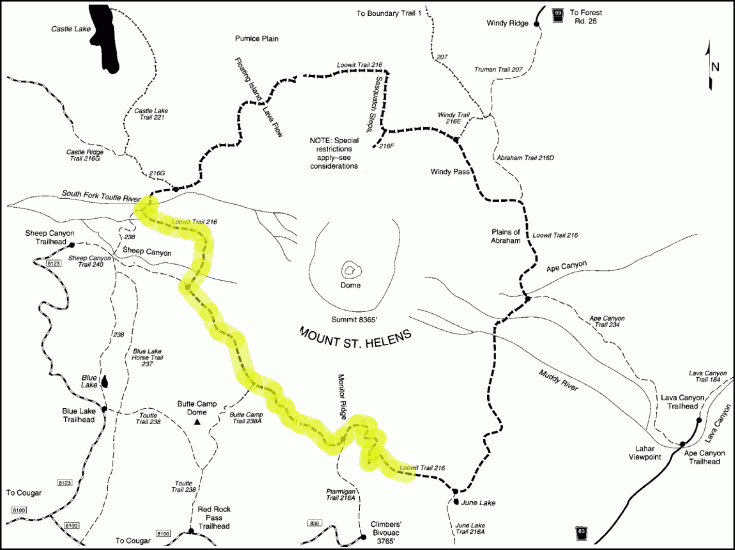 Castle Lake
Pumice Plain
To Boundary Trail 1
Windy Ridge
99
To Forest
Rd. 25
N
207
Truman Trail 207
Loowit Trail 216
Floating Island Lava Flow
Sasquatch Steps
Castle Lake
Trail 221
Windy Trail
216E
NOTE: Special
restrictions
apply–see
considerations
216F
Castle Ridge
Trail 216G
216G
Abraham Trail 216D
Windy Pass
South Fork Toutle River
Loowit Trail 216
Sheep Canyon
Trailhead
238
Sheep Canyon
Plains of
Abraham
Loowit Trail 216
Sheep Canyon
Trail 240
8123
Ape Canyon
Dome
Summit 8365'
MOUNT ST. HELENS
Ape Canyon
Trail 234
238
Blue Lake
Horse Trail
237
Muddy River
Blue
Lake
Monitor Ridge
Lava Canyon
Trail 184
Blue Lake
Trailhead
Toutle
Trail 238
Butte Camp
Dome
Butte Camp
Trail 238A
Lava Canyon
Trailhead
Lava Canyon
Lahar
Viewpoint
Ape Canyon
Trailhead
Loowit Trail 216
8123
Toutle
Trail 238
Ptarmigan
Trail 216A
June Lake
To Cougar
8100
8100
Red Rock
Pass
Trailhead
830
Climbers'
Bivouac
3765'
June Lake
Trail 216A
83
To Cougar
8100